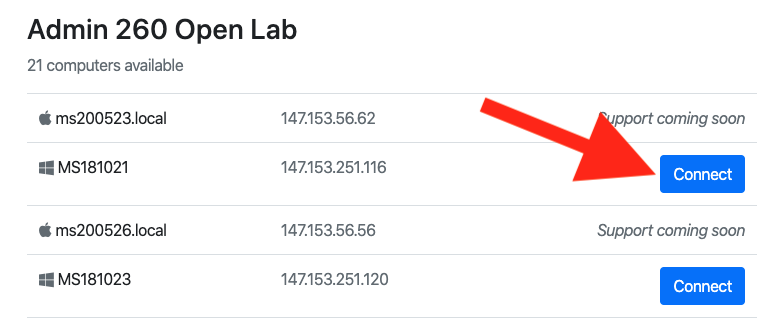 Admin 260 Open Lab
21 computers available
ms200523.local 147.153.56.62 Support coming soon
MS181021 147.153.251.116 Connect
ms200526.local 147.153.56.56 Support coming soon
MS181023 147.153.251.120 Connect